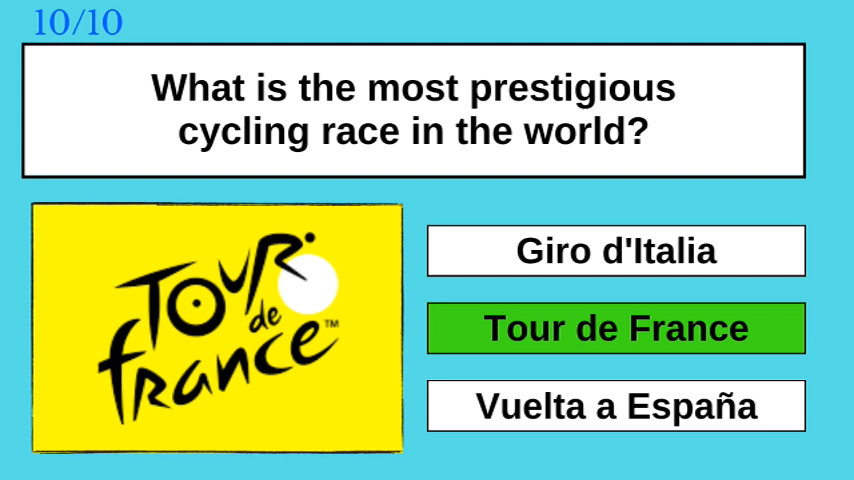 10/10
What is the most prestigious
cycling race in the world?
TOUR
de
france™
Giro d'Italia
Tour de France
Vuelta a España